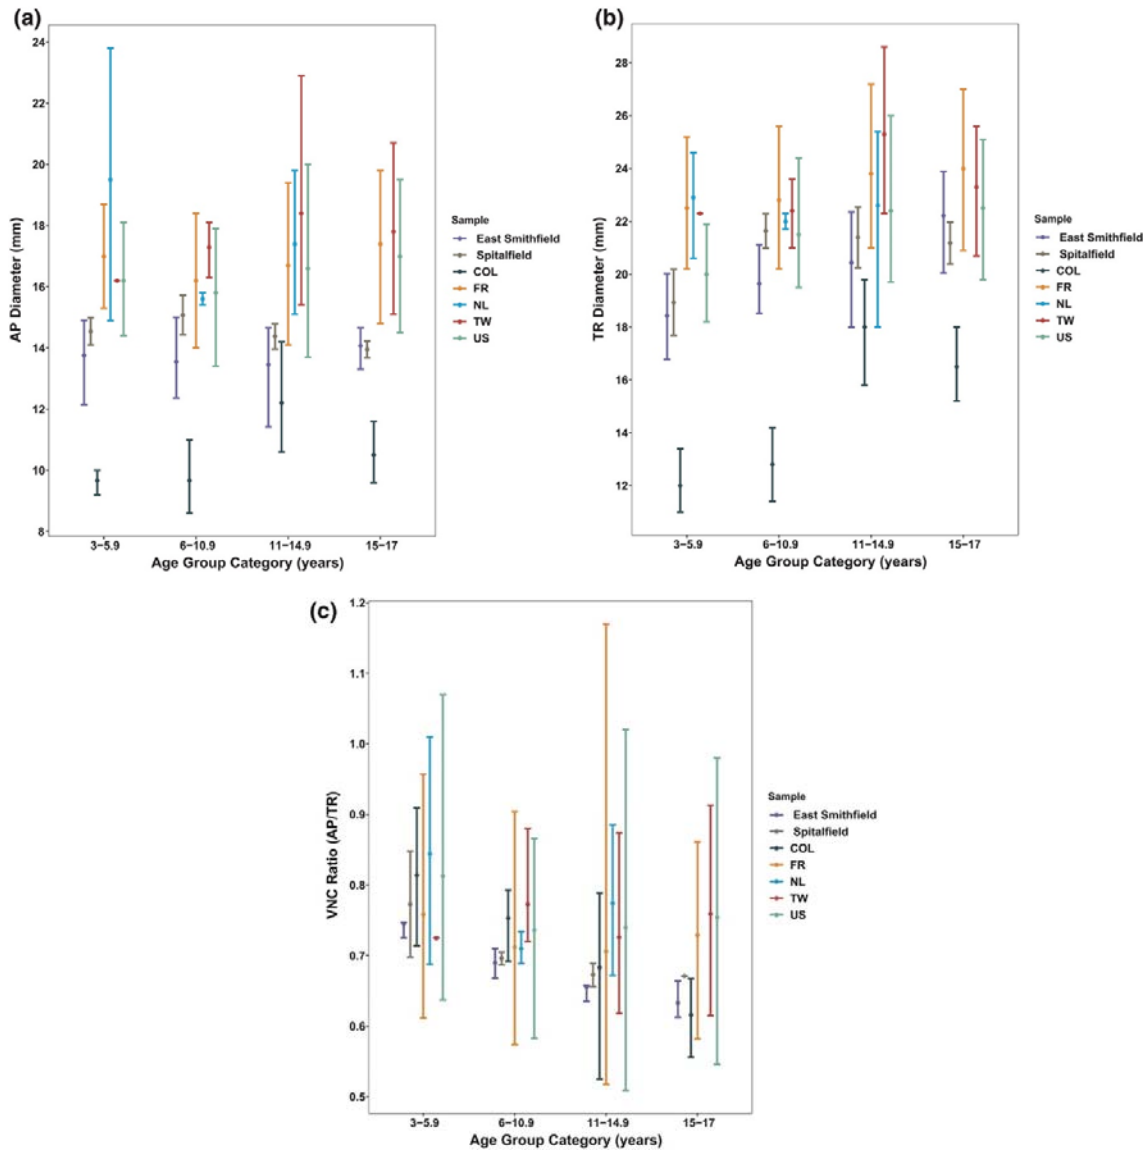 (a)
24
22
20
18
16
14
12
10
8
AP Diameter (mm)
3–5.9
6–10.9
11–14.9
15–17
Age Group Category (years)
Sample
East Smithfield
Spitalfield
COL
FR
NL
TW
US
(b)
28
26
24
22
20
18
16
14
12
TR Diameter (mm)
3–5.9
6–10.9
11–14.9
15–17
Age Group Category (years)
Sample
East Smithfield
Spitalfield
COL
FR
NL
TW
US
(c)
1.2
1.1
1.0
0.9
0.8
0.7
0.6
0.5
VNC Ratio (AP/TR)
3–5.9
6–10.9
11–14.9
15–17
Age Group Category (years)
Sample
East Smithfield
Spitalfield
COL
FR
NL
TW
US